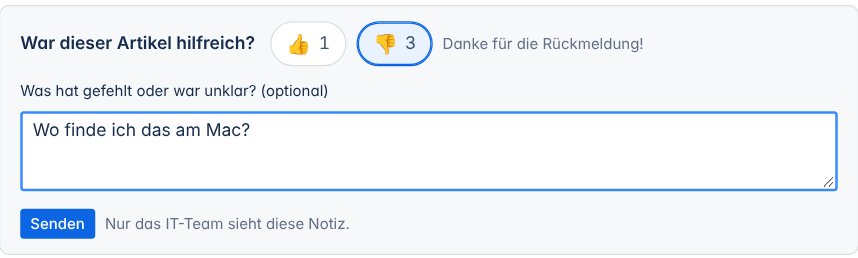 War dieser Artikel hilfreich? 👍 1 👎 3 Danke für die Rückmeldung!
Was hat gefehlt oder war unklar? (optional)
Wo finde ich das am Mac?
Senden Nur das IT-Team sieht diese Notiz.